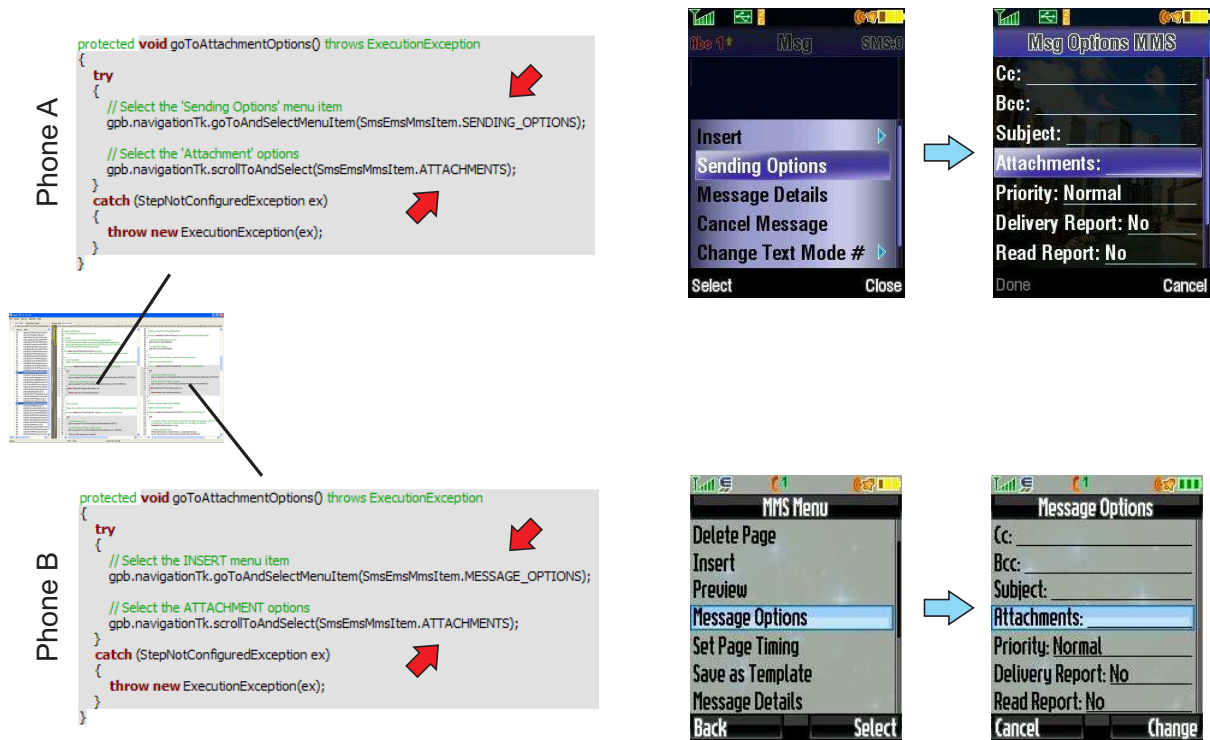 Phone A
protected void goToAttachmentOptions() throws ExecutionException
{
try
{
// Select the 'Sending Options' menu item
gpb.navigationTk.goToAndSelectMenuItem(SmsEmsMmsItem.SENDING_OPTIONS);
// Select the 'Attachment' options
gpb.navigationTk.scrollToAndSelect(SmsEmsMmsItem.ATTACHMENTS);
}
catch (StepNotConfiguredException ex)
{
throw new ExecutionException(ex);
}
}
Abc 1 Msg SMS:0
Insert
Sending Options
Message Details
Cancel Message
Change Text Mode #
Select Close
Msg Options MMS
Cc:
Bcc:
Subject:
Attachments:
Priority: Normal
Delivery Report: No
Read Report: No
Done Cancel
Phone B
protected void goToAttachmentOptions() throws ExecutionException
{
try
{
// Select the INSERT menu item
gpb.navigationTk.goToAndSelectMenuItem(SmsEmsMmsItem.MESSAGE_OPTIONS);
// Select the ATTACHMENT options
gpb.navigationTk.scrollToAndSelect(SmsEmsMmsItem.ATTACHMENTS);
}
catch (StepNotConfiguredException ex)
{
throw new ExecutionException(ex);
}
}
MMS Menu
Delete Page
Insert
Preview
Message Options
Set Page Timing
Save as Template
Message Details
Back Select
Message Options
Cc:
Bcc:
Subject:
Attachments:
Priority: Normal
Delivery Report: No
Read Report: No
Cancel Change